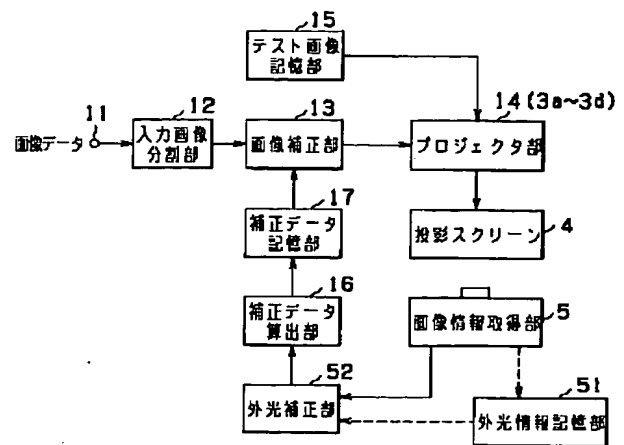 15
テスト画像
記憶部
11
12
13
14 (3a~3d)
画像データ
入力画像
分割部
画像補正部
プロジェクタ部
17
補正データ
記憶部
投影スクリーン
4
16
補正データ
算出部
画像情報取得部
5
52
外光補正部
51
外光情報記憶部